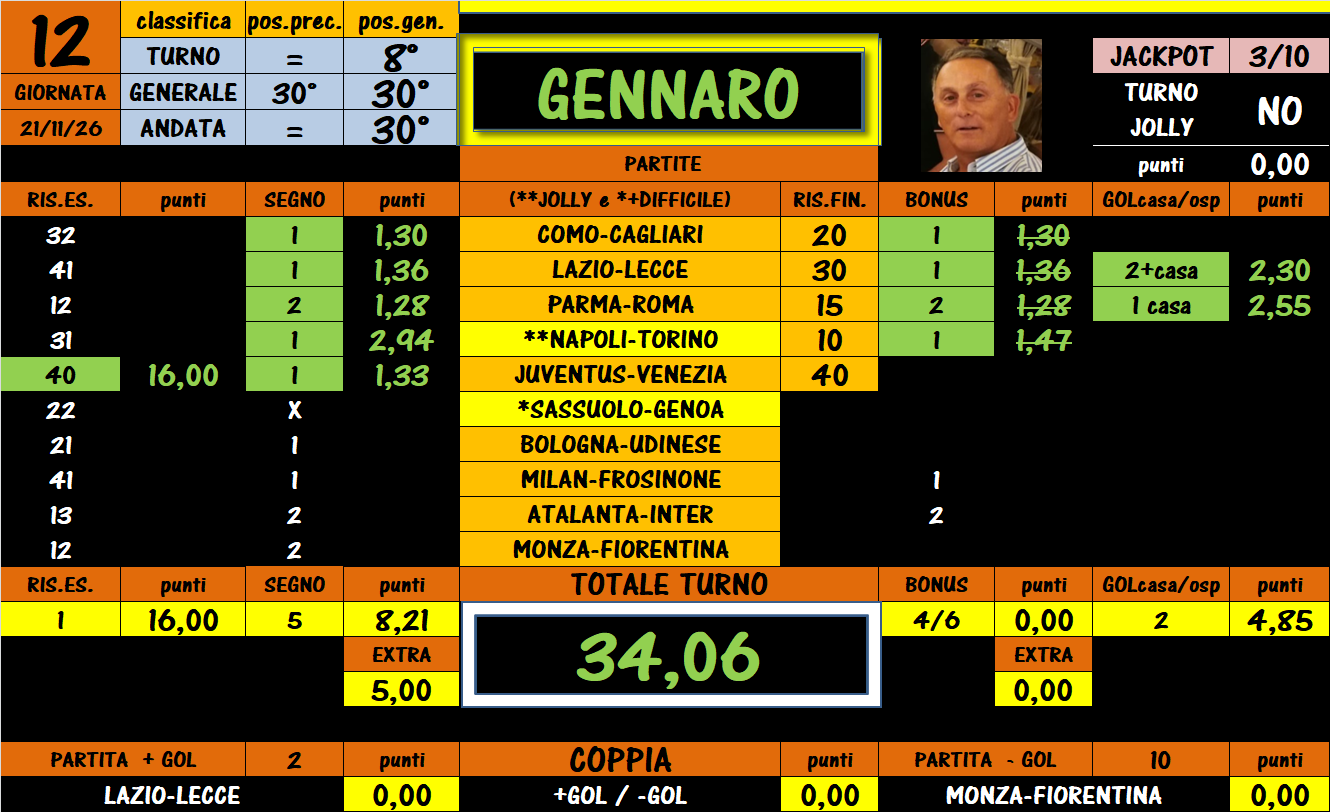 12 classifica pos.prec. pos.gen.
TURNO = 8°
GENNARO
JACKPOT 3/10
GIORNATA GENERALE 30° 30°
TURNO
JOLLY
NO
21/11/26 ANDATA = 30°
PARTITE
punti 0,00
RIS.ES. punti SEGNO punti (**JOLLY e *+DIFFICILE) RIS.FIN. BONUS punti GOLcasa/osp punti
32 1 1,30 COMO-CAGLIARI 20 1 1,30
41 1 1,36 LAZIO-LECCE 30 1 1,36 2+casa 2,30
12 2 1,28 PARMA-ROMA 15 2 1,28 1 casa 2,55
31 1 2,94 **NAPOLI-TORINO 10 1 1,47
40 16,00 1 1,33 JUVENTUS-VENEZIA 40
22 X *SASSUOLO-GENOA
21 1 BOLOGNA-UDINESE
41 1 MILAN-FROSINONE 1
13 2 ATALANTA-INTER 2
12 2 MONZA-FIORENTINA
RIS.ES. punti SEGNO punti TOTALE TURNO BONUS punti GOLcasa/osp punti
1 16,00 5 8,21 4/6 0,00 2 4,85
34,06
EXTRA EXTRA
5,00 0,00
PARTITA + GOL 2 punti COPPIA punti PARTITA - GOL 10 punti
LAZIO-LECCE 0,00 +GOL / -GOL 0,00 MONZA-FIORENTINA 0,00